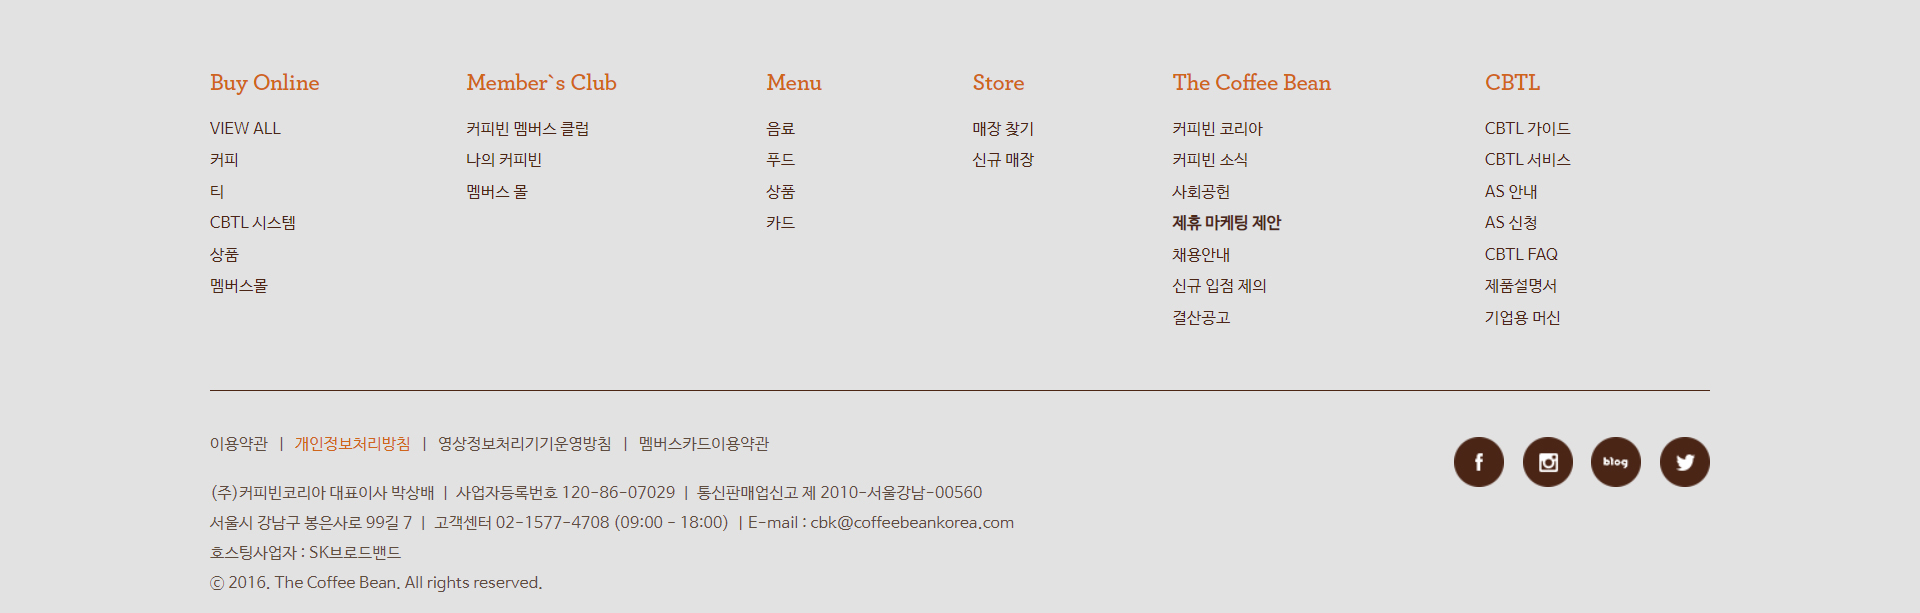 Buy Online
VIEW ALL
커피
티
CBTL 시스템
상품
멤버스몰
Member`s Club
커피빈 멤버스 클럽
나의 커피빈
멤버스 몰
Menu
음료
푸드
상품
카드
Store
매장 찾기
신규 매장
The Coffee Bean
커피빈 코리아
커피빈 소식
사회공헌
제휴 마케팅 제안
채용안내
신규 입점 제의
결산공고
CBTL
CBTL 가이드
CBTL 서비스
AS 안내
AS 신청
CBTL FAQ
제품설명서
기업용 머신
이용약관 | 개인정보처리방침 | 영상정보처리기기운영방침 | 멤버스카드이용약관
(주)커피빈코리아 대표이사 박상배 | 사업자등록번호 120-86-07029 | 통신판매업신고 제 2010-서울강남-00560
서울시 강남구 봉은사로 99길 7 | 고객센터 02-1577-4708 (09:00 - 18:00) | E-mail : cbk@coffeebeankorea.com
호스팅사업자 : SK브로드밴드
ⓒ 2016. The Coffee Bean. All rights reserved.
f
blog